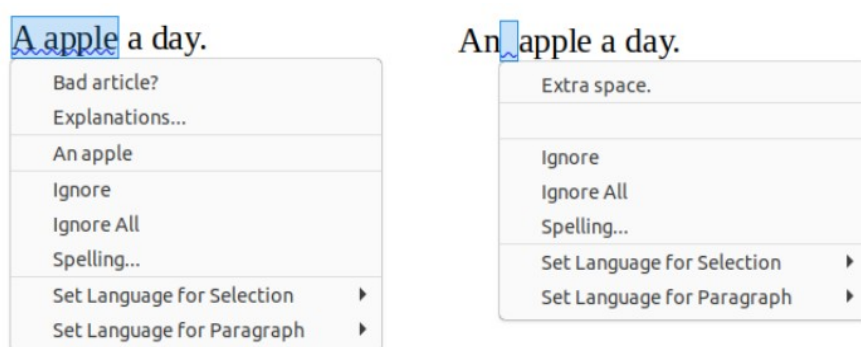 A apple a day.
Bad article?
Explanations...
An apple
Ignore
Ignore All
Spelling...
Set Language for Selection
Set Language for Paragraph
An  apple a day.
Extra space.
Ignore
Ignore All
Spelling...
Set Language for Selection
Set Language for Paragraph